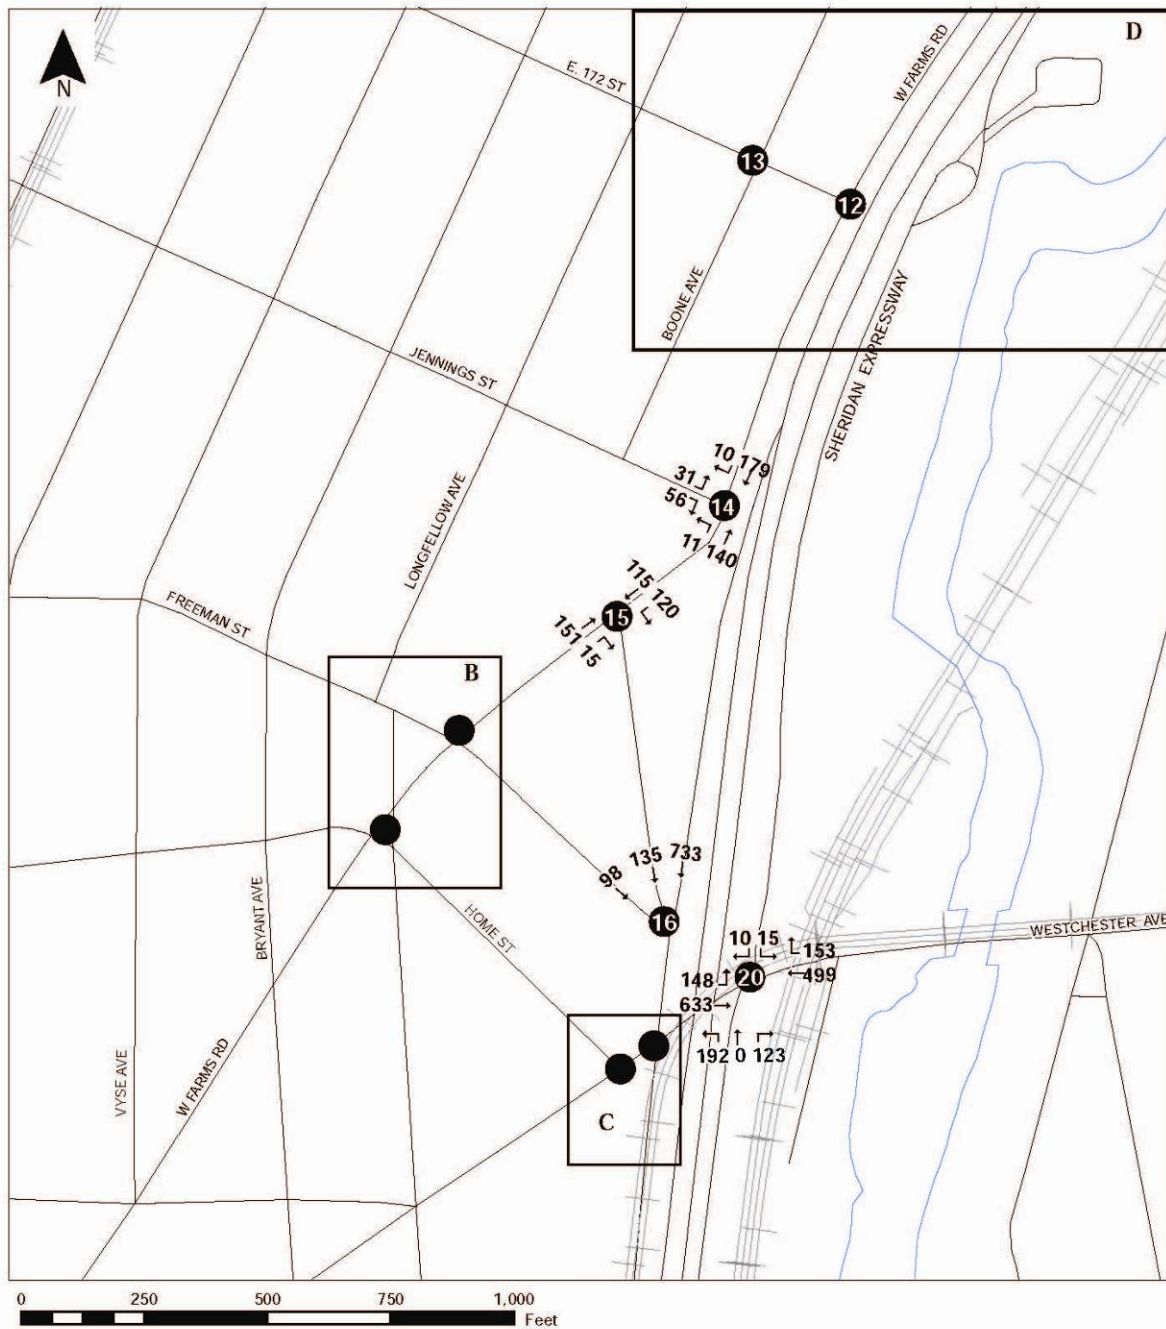 D
N
E. 172 ST
W FARMS RD
13
12
BOONE AVE
SHERIDAN EXPRESSWAY
JENNINGS ST
10 179
31
56
14
11 140
LONGFELLOW AVE
115 120
15
151 15
FREEMAN ST
B
98
135
733
16
BRYANT AVE
HOME ST
WESTCHESTER AVE
10 15
153
148
20
499
633
192 0 123
VYSE AVE
W FARMS RD
C
0 250 500 750 1,000
Feet